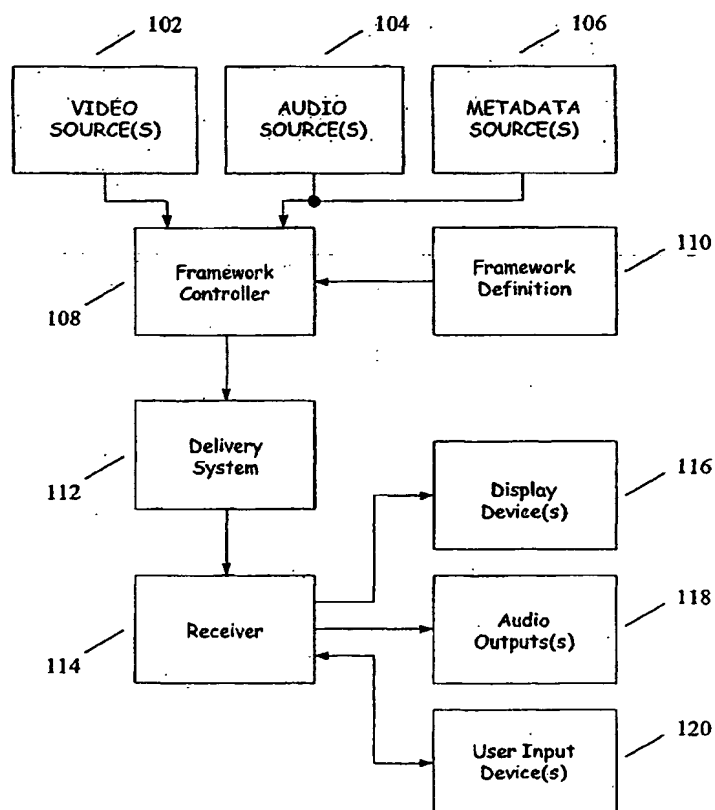 102
104
106
VIDEO
SOURCE(S)
AUDIO
SOURCE(S)
METADATA
SOURCE(S)
Framework
Controller
108
Framework
Definition
110
Delivery
System
112
Display
Device(s)
116
Receiver
114
Audio
Outputs(s)
118
User Input
Device(s)
120